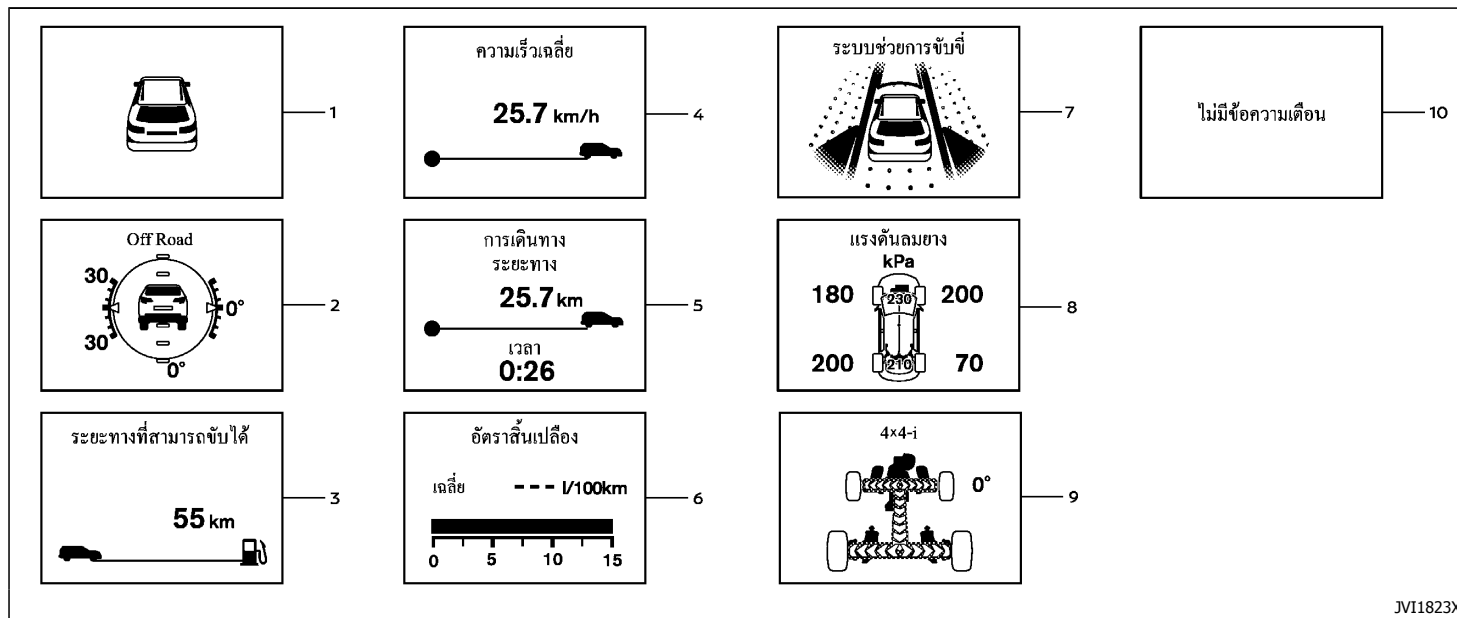 1
Off Road
30
30
0°
0°
2
ระยะทางที่สามารถขับได้
55 km
3
ความเร็วเฉลี่ย
25.7 km/h
4
การเดินทาง
ระยะทาง
25.7 km
เวลา
0:26
5
อัตราสิ้นเปลือง
เฉลี่ย --- l/100km
0 5 10 15
6
ระบบช่วยการขับขี่
7
แรงดันลมยาง
kPa
180 230 200
200 210 70
8
4×4-i
0°
9
ไม่มีข้อความเตือน
10
JVI1823X